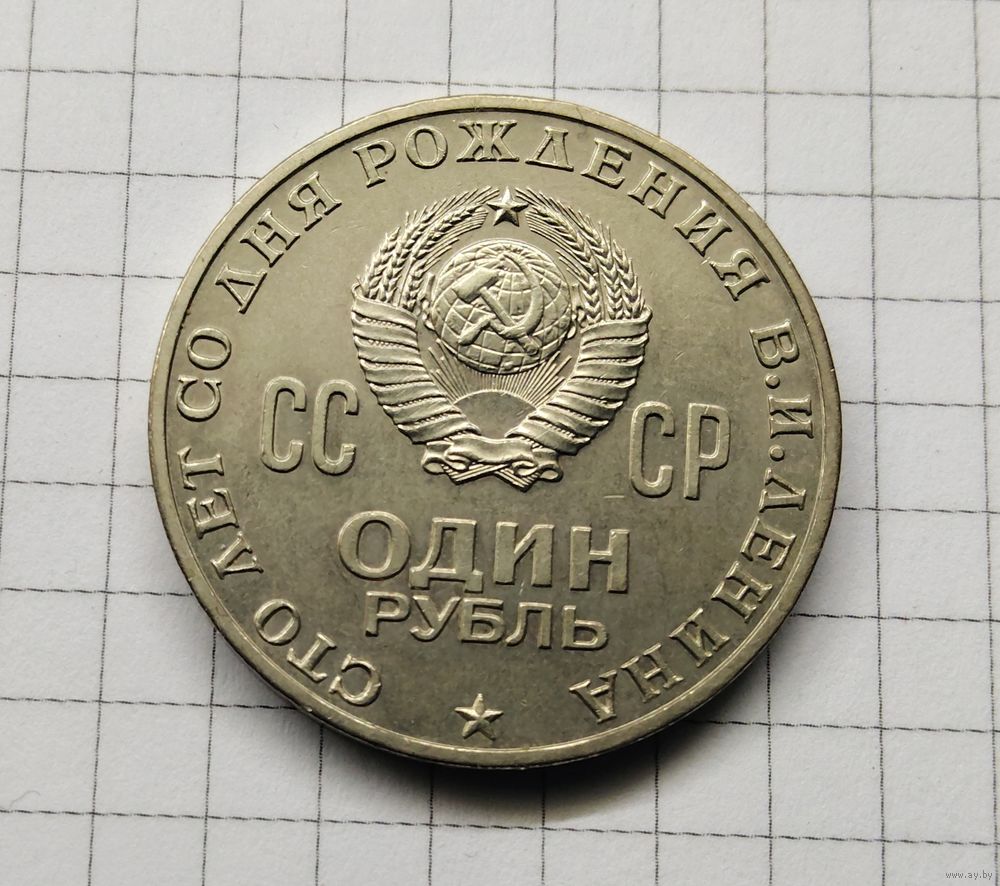 СТО ЛЕТ СО ДНЯ РОЖДЕНИЯ В.И.ЛЕНИНА
СС СР
ОДИН
РУБЛЬ
www.ay.by